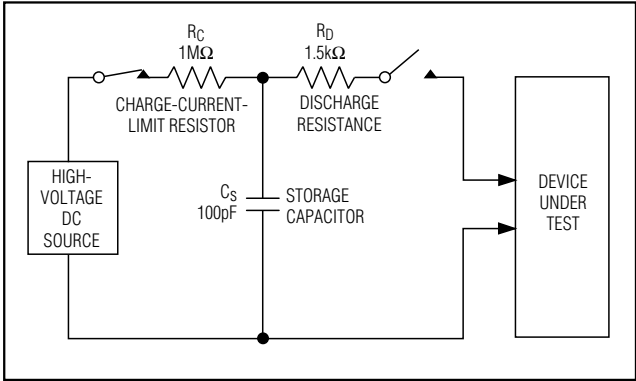 R_C
1MΩ
CHARGE-CURRENT-
LIMIT RESISTOR
R_D
1.5kΩ
DISCHARGE
RESISTANCE
HIGH-
VOLTAGE
DC
SOURCE
C_S
100pF
STORAGE
CAPACITOR
DEVICE
UNDER
TEST